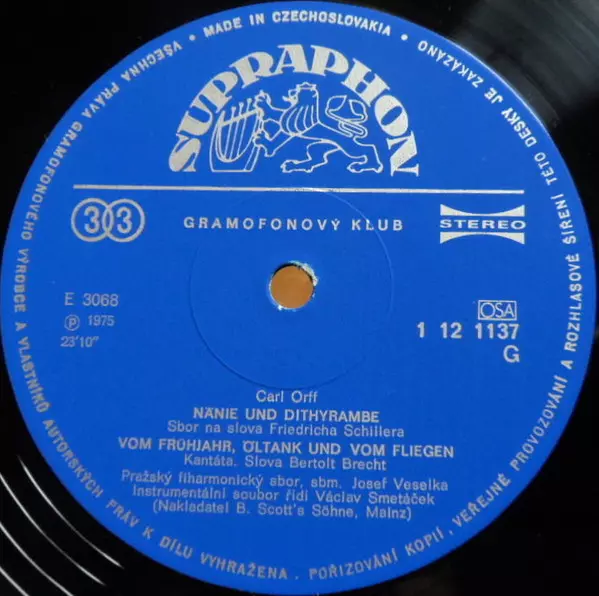 VŠECHNA PRÁVA GRAMOFONOVÉHO VÝROBCE A VLASTNÍKŮ AUTORSKÝCH PRÁV K DÍLU VYHRAŽENA. POŘIZOVÁNÍ KOPIÍ, VEŘEJNÉ PROVOZOVÁNÍ A ROZHLASOVÉ ŠÍŘENÍ TÉTO DESKY JE ZAKÁZÁNO • MADE IN CZECHOSLOVAKIA •
SUPRAPHON
33
GRAMOFONOVÝ KLUB
STEREO
E 3068
℗ 1975
23'10"
OSA
1 12 1137
G
Carl Orff
NÄNIE UND DITHYRAMBE
Sbor na slova Friedricha Schillera
VOM FRÜHJAHR, ÖLTANK UND VOM FLIEGEN
Kantáta. Slova Bertolt Brecht
Pražský filharmonický sbor, sbm. Josef Veselka
Instrumentální soubor řídí Václav Smetáček
(Nakladatel B. Scott's Söhne, Mainz)